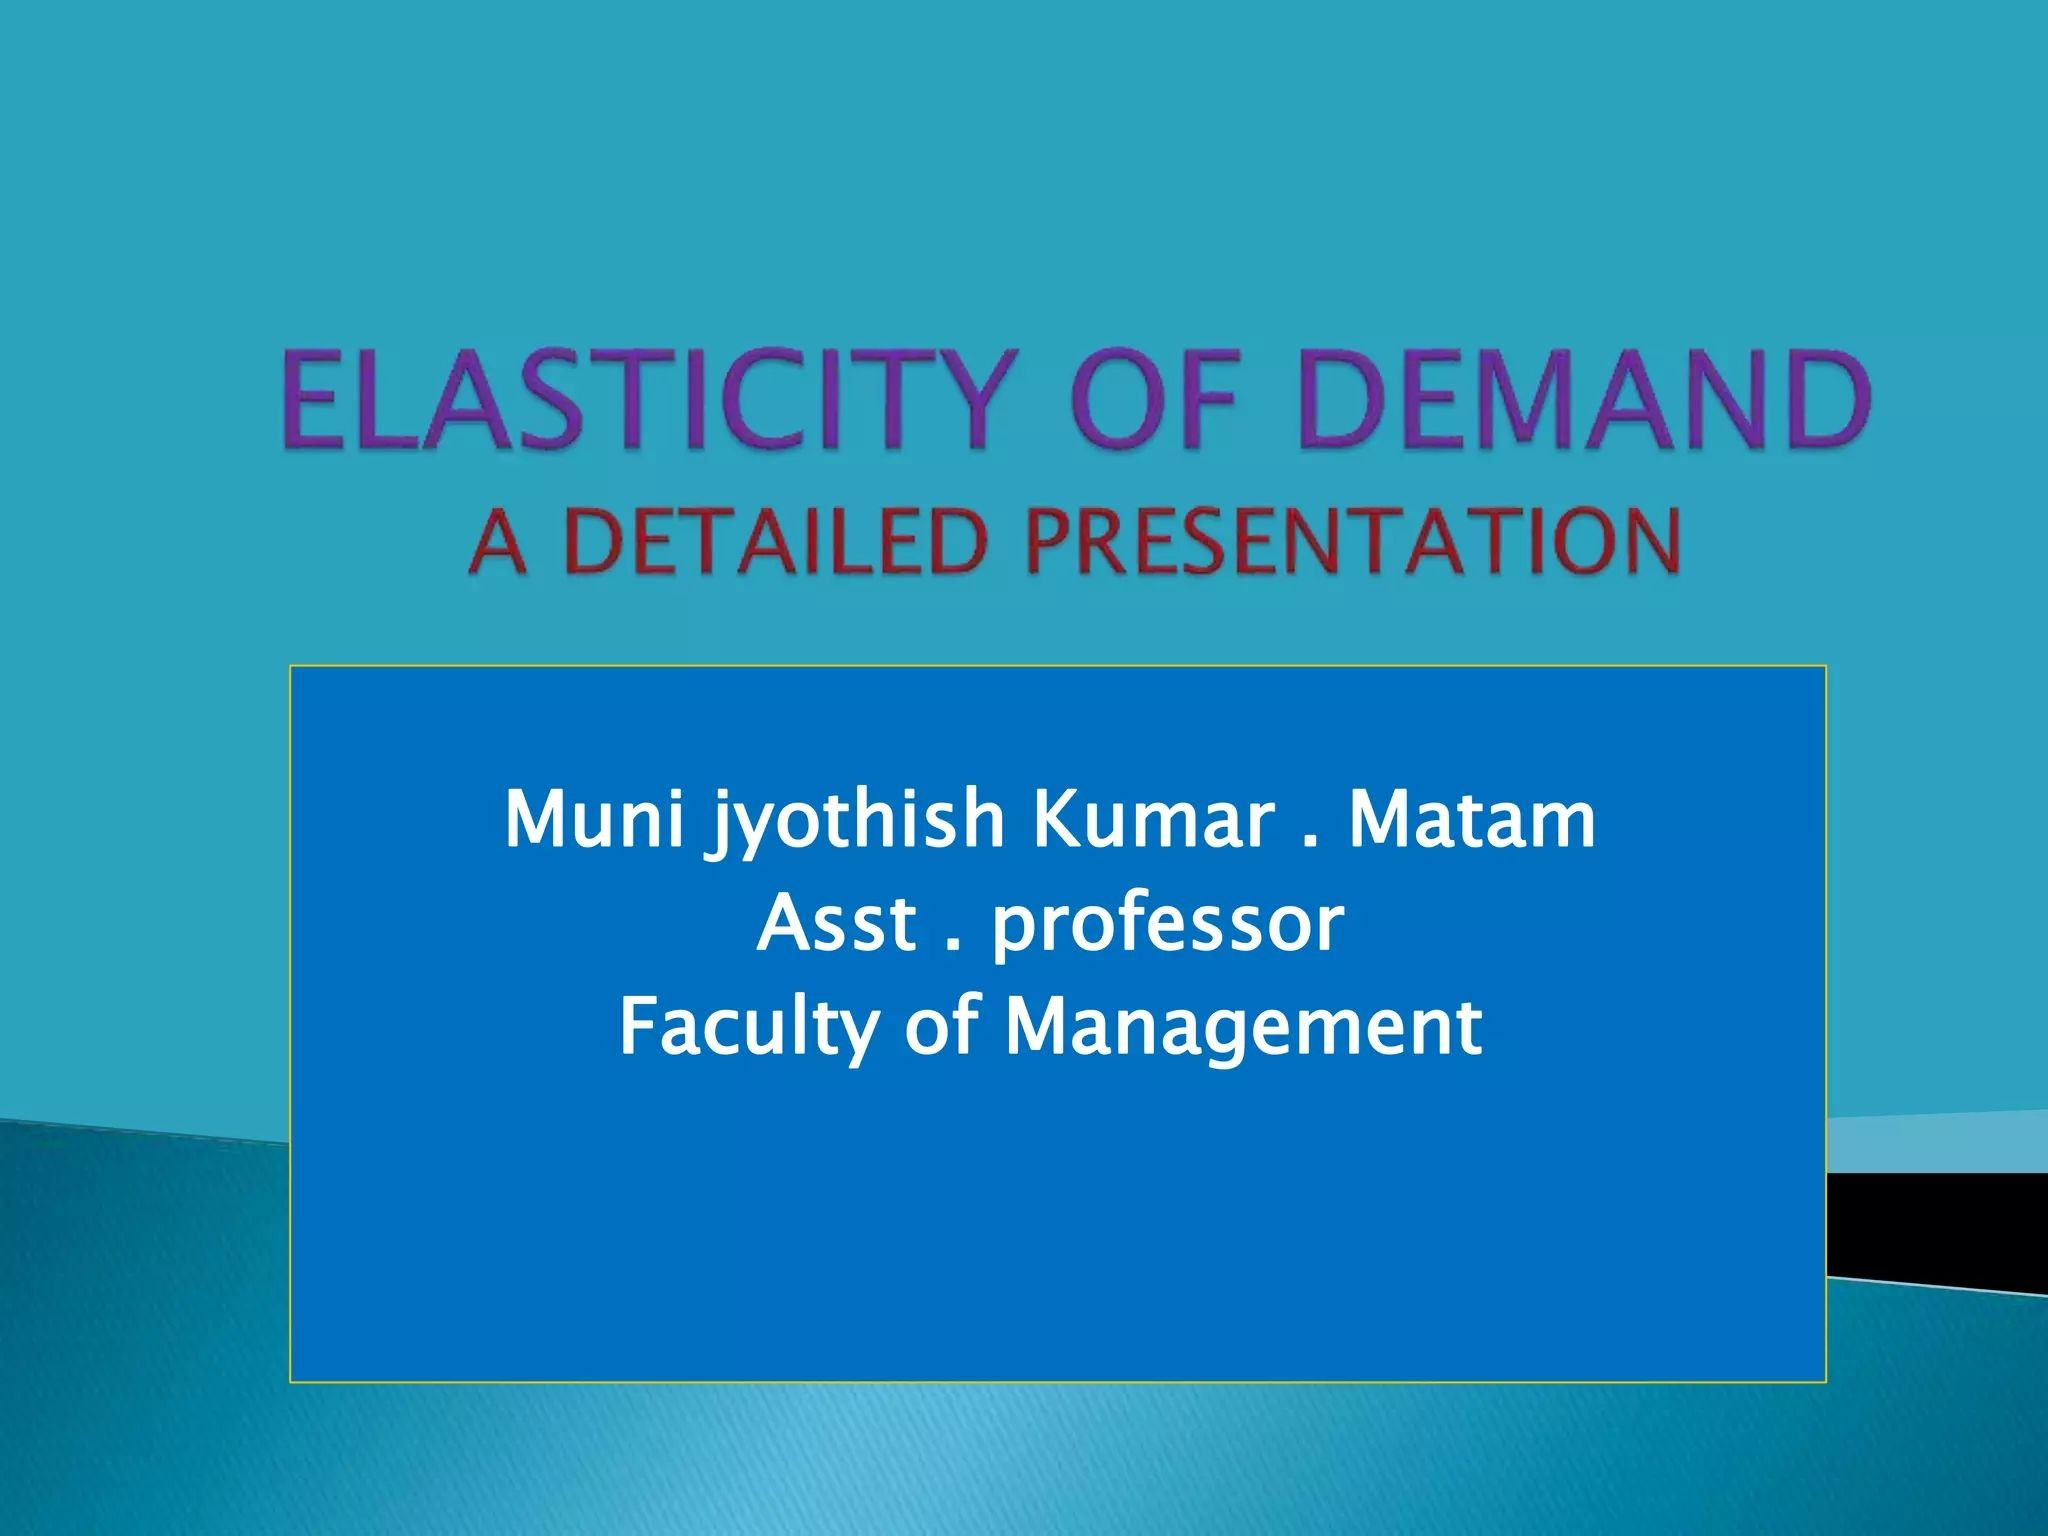 ELASTICITY OF DEMAND
A DETAILED PRESENTATION
Muni jyothish Kumar . Matam
Asst . professor
Faculty of Management